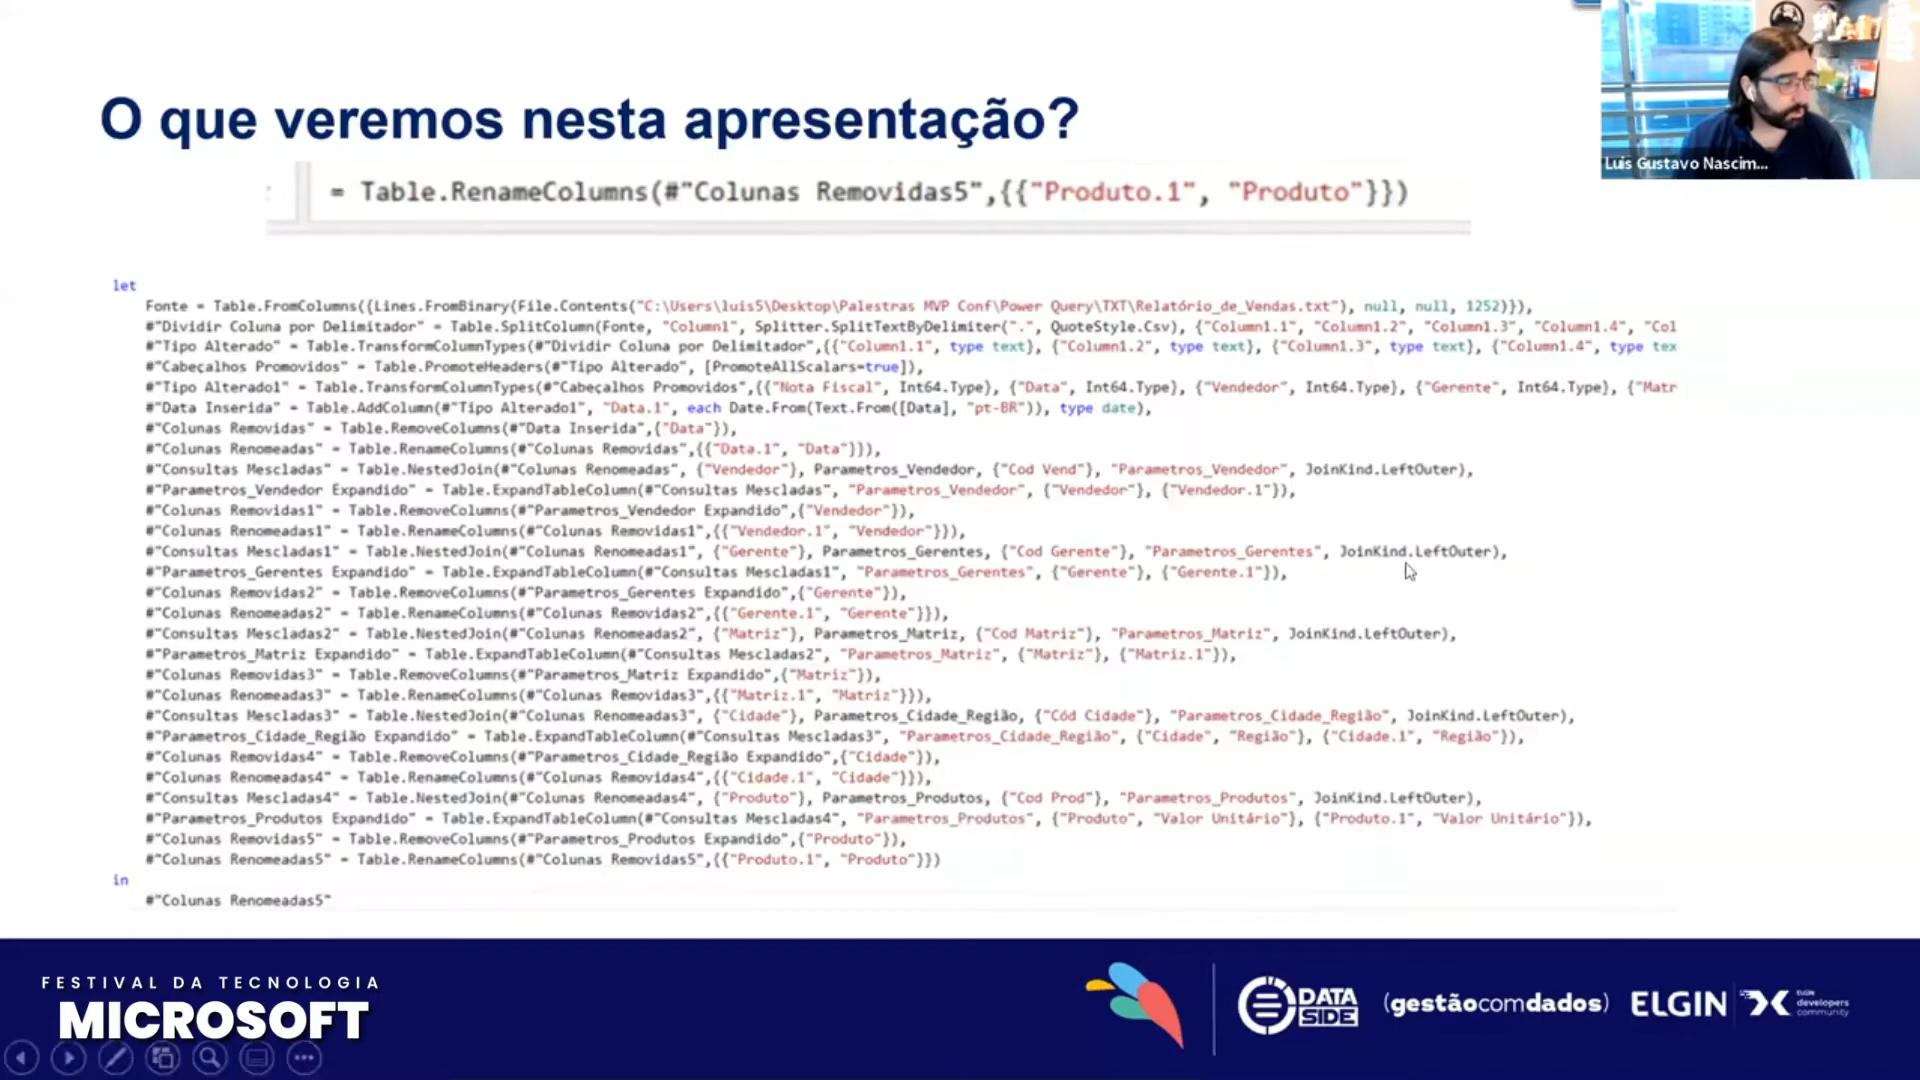 O que veremos nesta apresentação?
= Table.RenameColumns(#"Colunas Removidas5",{{"Produto.1", "Produto"}})
Luis Gustavo Nascim...
let
Fonte = Table.FromColumns({Lines.FromBinary(File.Contents("C:\Users\luis5\Desktop\Palestras MVP Conf\Power Query\TXT\Relatório_de_Vendas.txt"), null, null, 1252)}),
#"Dividir Coluna por Delimitador" = Table.SplitColumn(Fonte, "Column1", Splitter.SplitTextByDelimiter(".", QuoteStyle.Csv), {"Column1.1", "Column1.2", "Column1.3", "Column1.4", "Col
#"Tipo Alterado" = Table.TransformColumnTypes(#"Dividir Coluna por Delimitador",{{"Column1.1", type text}, {"Column1.2", type text}, {"Column1.3", type text}, {"Column1.4", type tex
#"Cabeçalhos Promovidos" = Table.PromoteHeaders(#"Tipo Alterado", [PromoteAllScalars=true]),
#"Tipo Alterado1" = Table.TransformColumnTypes(#"Cabeçalhos Promovidos",{{"Nota Fiscal", Int64.Type}, {"Data", Int64.Type}, {"Vendedor", Int64.Type}, {"Gerente", Int64.Type}, {"Matr
#"Data Inserida" = Table.AddColumn(#"Tipo Alterado1", "Data.1", each Date.From(Text.From([Data], "pt-BR")), type date),
#"Colunas Removidas" = Table.RemoveColumns(#"Data Inserida",{"Data"}),
#"Colunas Renomeadas" = Table.RenameColumns(#"Colunas Removidas",{{"Data.1", "Data"}}),
#"Consultas Mescladas" = Table.NestedJoin(#"Colunas Renomeadas", {"Vendedor"}, Parametros_Vendedor, {"Cod Vend"}, "Parametros_Vendedor", JoinKind.LeftOuter),
#"Parametros_Vendedor Expandido" = Table.ExpandTableColumn(#"Consultas Mescladas", "Parametros_Vendedor", {"Vendedor"}, {"Vendedor.1"}),
#"Colunas Removidas1" = Table.RemoveColumns(#"Parametros_Vendedor Expandido",{"Vendedor"}),
#"Colunas Renomeadas1" = Table.RenameColumns(#"Colunas Removidas1",{{"Vendedor.1", "Vendedor"}}),
#"Consultas Mescladas1" = Table.NestedJoin(#"Colunas Renomeadas1", {"Gerente"}, Parametros_Gerentes, {"Cod Gerente"}, "Parametros_Gerentes", JoinKind.LeftOuter),
#"Parametros_Gerentes Expandido" = Table.ExpandTableColumn(#"Consultas Mescladas1", "Parametros_Gerentes", {"Gerente"}, {"Gerente.1"}),
#"Colunas Removidas2" = Table.RemoveColumns(#"Parametros_Gerentes Expandido",{"Gerente"}),
#"Colunas Renomeadas2" = Table.RenameColumns(#"Colunas Removidas2",{{"Gerente.1", "Gerente"}}),
#"Consultas Mescladas2" = Table.NestedJoin(#"Colunas Renomeadas2", {"Matriz"}, Parametros_Matriz, {"Cod Matriz"}, "Parametros_Matriz", JoinKind.LeftOuter),
#"Parametros_Matriz Expandido" = Table.ExpandTableColumn(#"Consultas Mescladas2", "Parametros_Matriz", {"Matriz"}, {"Matriz.1"}),
#"Colunas Removidas3" = Table.RemoveColumns(#"Parametros_Matriz Expandido",{"Matriz"}),
#"Colunas Renomeadas3" = Table.RenameColumns(#"Colunas Removidas3",{{"Matriz.1", "Matriz"}}),
#"Consultas Mescladas3" = Table.NestedJoin(#"Colunas Renomeadas3", {"Cidade"}, Parametros_Cidade_Região, {"Cód Cidade"}, "Parametros_Cidade_Região", JoinKind.LeftOuter),
#"Parametros_Cidade_Região Expandido" = Table.ExpandTableColumn(#"Consultas Mescladas3", "Parametros_Cidade_Região", {"Cidade", "Região"}, {"Cidade.1", "Região"}),
#"Colunas Removidas4" = Table.RemoveColumns(#"Parametros_Cidade_Região Expandido",{"Cidade"}),
#"Colunas Renomeadas4" = Table.RenameColumns(#"Colunas Removidas4",{{"Cidade.1", "Cidade"}}),
#"Consultas Mescladas4" = Table.NestedJoin(#"Colunas Renomeadas4", {"Produto"}, Parametros_Produtos, {"Cod Prod"}, "Parametros_Produtos", JoinKind.LeftOuter),
#"Parametros_Produtos Expandido" = Table.ExpandTableColumn(#"Consultas Mescladas4", "Parametros_Produtos", {"Produto", "Valor Unitário"}, {"Produto.1", "Valor Unitário"}),
#"Colunas Removidas5" = Table.RemoveColumns(#"Parametros_Produtos Expandido",{"Produto"}),
#"Colunas Renomeadas5" = Table.RenameColumns(#"Colunas Removidas5",{{"Produto.1", "Produto"}})
in
#"Colunas Renomeadas5"
FESTIVAL DA TECNOLOGIA
MICROSOFT
DATA
SIDE
(gestãocomdados)
ELGIN
ELGIN
developers
community